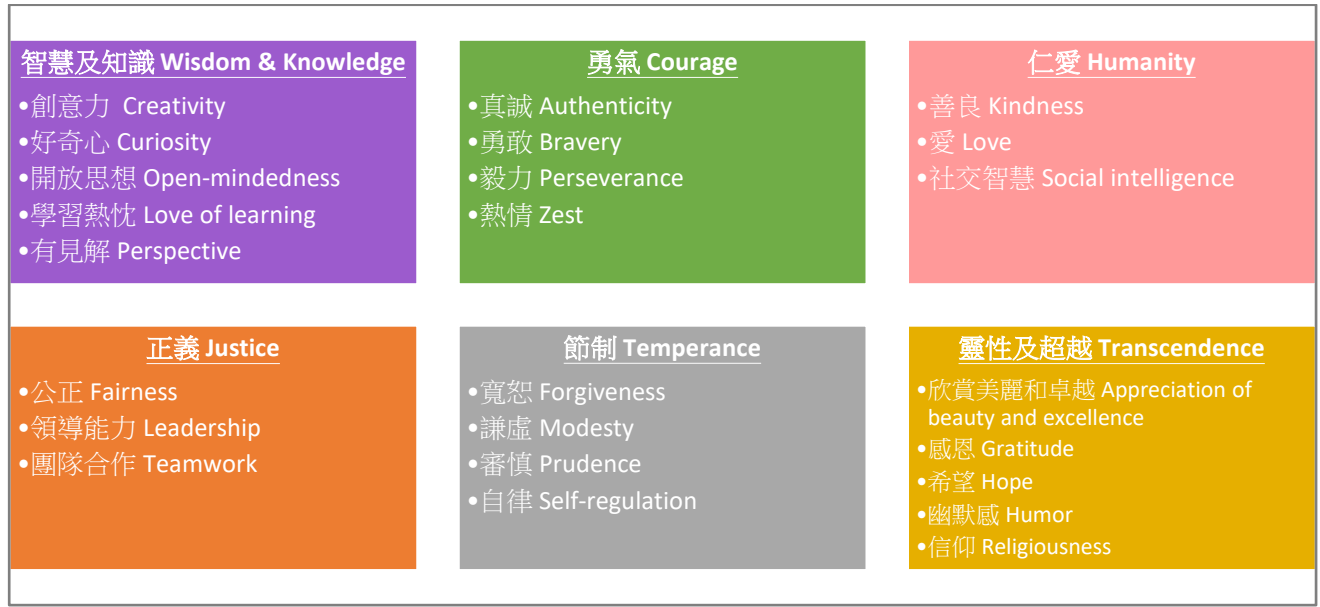 智慧及知識 Wisdom & Knowledge
•創意力 Creativity
•好奇心 Curiosity
•開放思想 Open-mindedness
•學習熱忱 Love of learning
•有見解 Perspective
勇氣 Courage
•真誠 Authenticity
•勇敢 Bravery
•毅力 Perseverance
•熱情 Zest
仁愛 Humanity
•善良 Kindness
•愛 Love
•社交智慧 Social intelligence
正義 Justice
•公正 Fairness
•領導能力 Leadership
•團隊合作 Teamwork
節制 Temperance
•寬恕 Forgiveness
•謙虛 Modesty
•審慎 Prudence
•自律 Self-regulation
靈性及超越 Transcendence
•欣賞美麗和卓越 Appreciation of
beauty and excellence
•感恩 Gratitude
•希望 Hope
•幽默感 Humor
•信仰 Religiousness